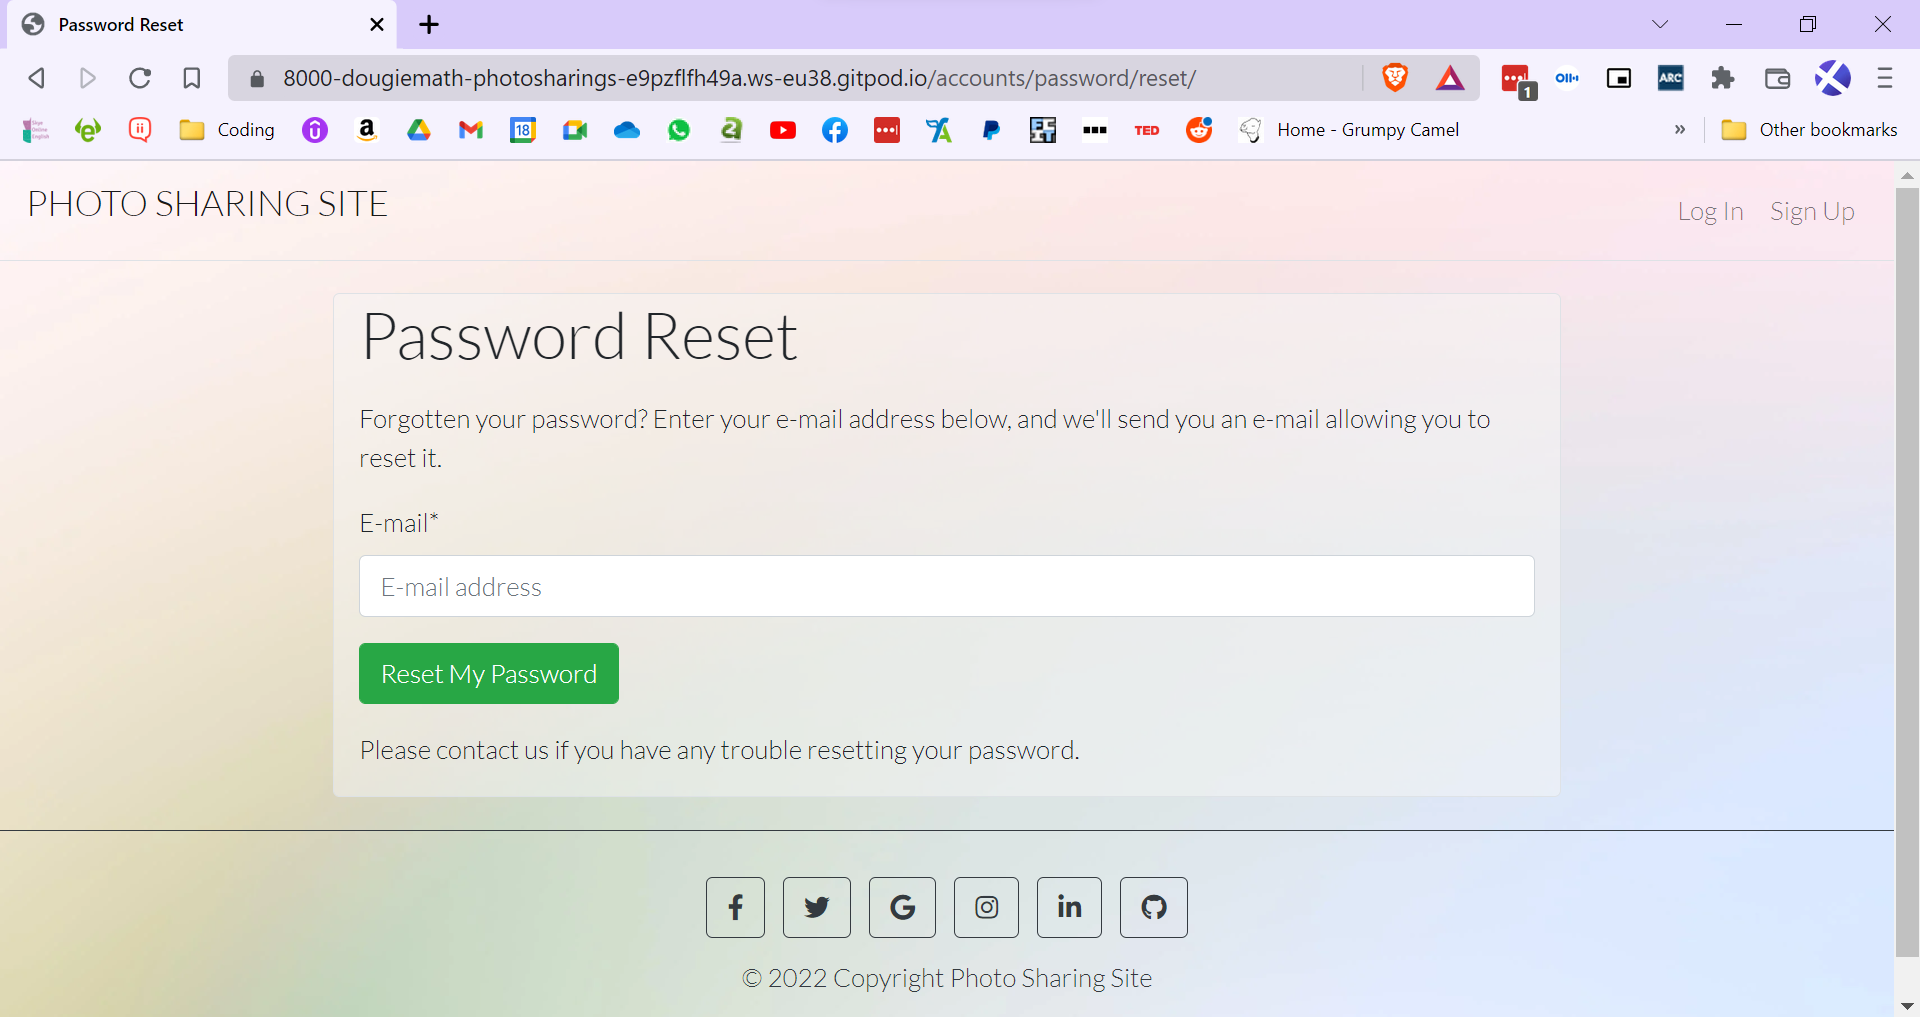 Password Reset
8000-dougiemath-photosharings-e9pzflfh49a.ws-eu38.gitpod.io/accounts/password/reset/
1
ARC
Coding
18
TED
Home - Grumpy Camel
»
Other bookmarks
PHOTO SHARING SITE
Log In
Sign Up
Password Reset
Forgotten your password? Enter your e-mail address below, and we'll send you an e-mail allowing you to
reset it.
E-mail*
E-mail address
Reset My Password
Please contact us if you have any trouble resetting your password.
© 2022 Copyright Photo Sharing Site